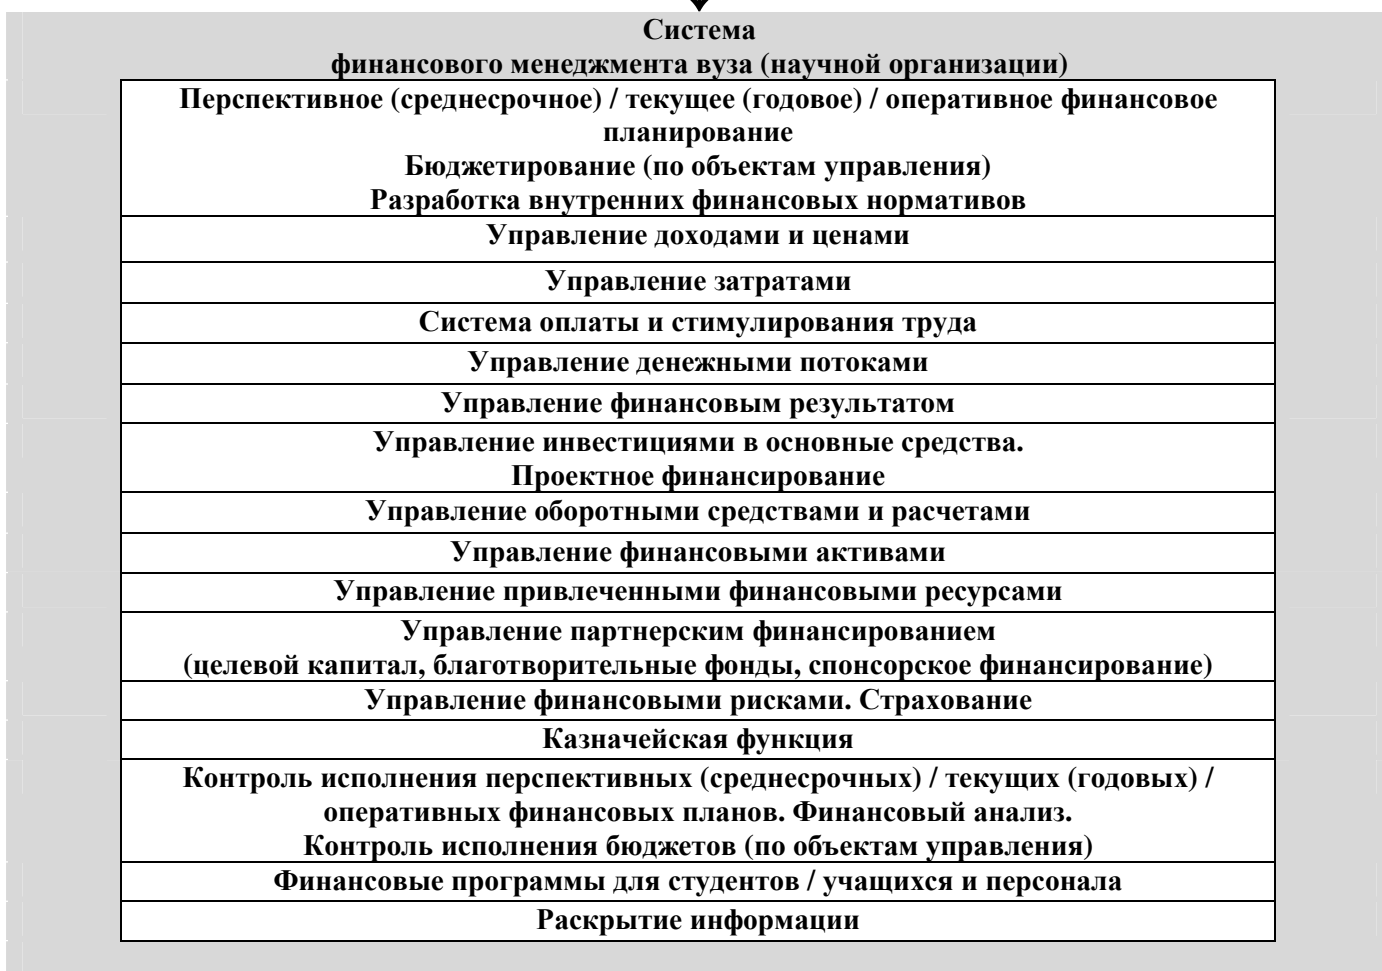 Система
финансового менеджмента вуза (научной организации)
Перспективное (среднесрочное) / текущее (годовое) / оперативное финансовое
планирование
Бюджетирование (по объектам управления)
Разработка внутренних финансовых нормативов
Управление доходами и ценами
Управление затратами
Система оплаты и стимулирования труда
Управление денежными потоками
Управление финансовым результатом
Управление инвестициями в основные средства.
Проектное финансирование
Управление оборотными средствами и расчетами
Управление финансовыми активами
Управление привлеченными финансовыми ресурсами
Управление партнерским финансированием
(целевой капитал, благотворительные фонды, спонсорское финансирование)
Управление финансовыми рисками. Страхование
Казначейская функция
Контроль исполнения перспективных (среднесрочных) / текущих (годовых) /
оперативных финансовых планов. Финансовый анализ.
Контроль исполнения бюджетов (по объектам управления)
Финансовые программы для студентов / учащихся и персонала
Раскрытие информации